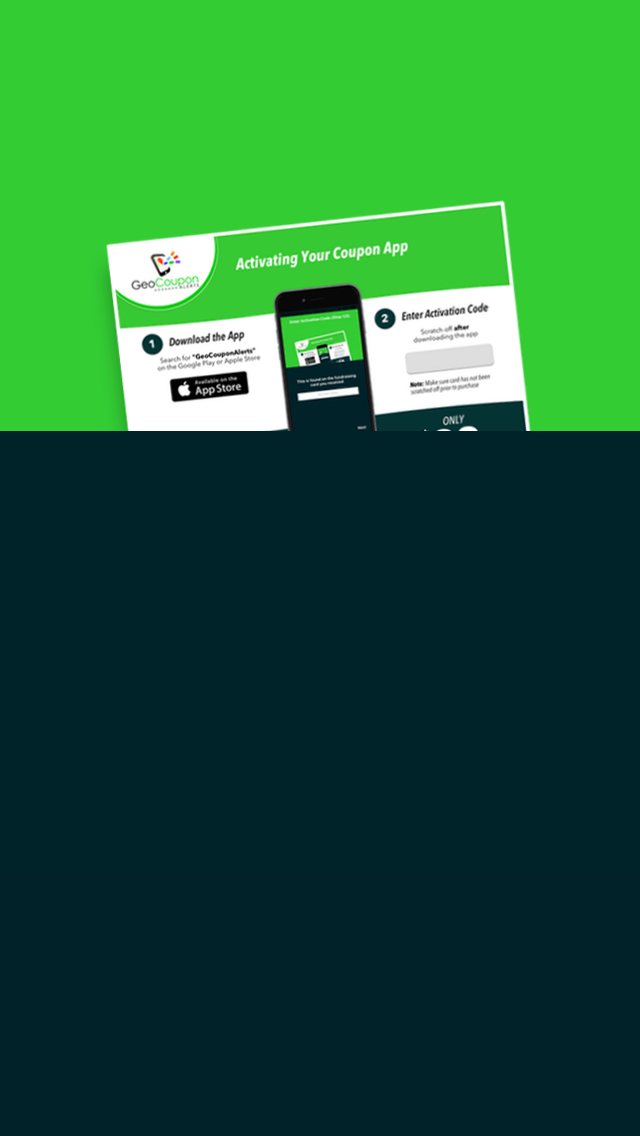 Activating Your Coupon App
GeoCoupon
ALERTS
1 Download the App
Search for "GeoCouponAlerts"
on the Google Play or Apple Store
Available on the
App Store
Enter Activation Code (Step 1/2)
This is found on the fundraising
card you received
Next
2 Enter Activation Code
Scratch-off after
downloading the app
Note: Make sure card has not been
scratched off prior to purchase
ONLY